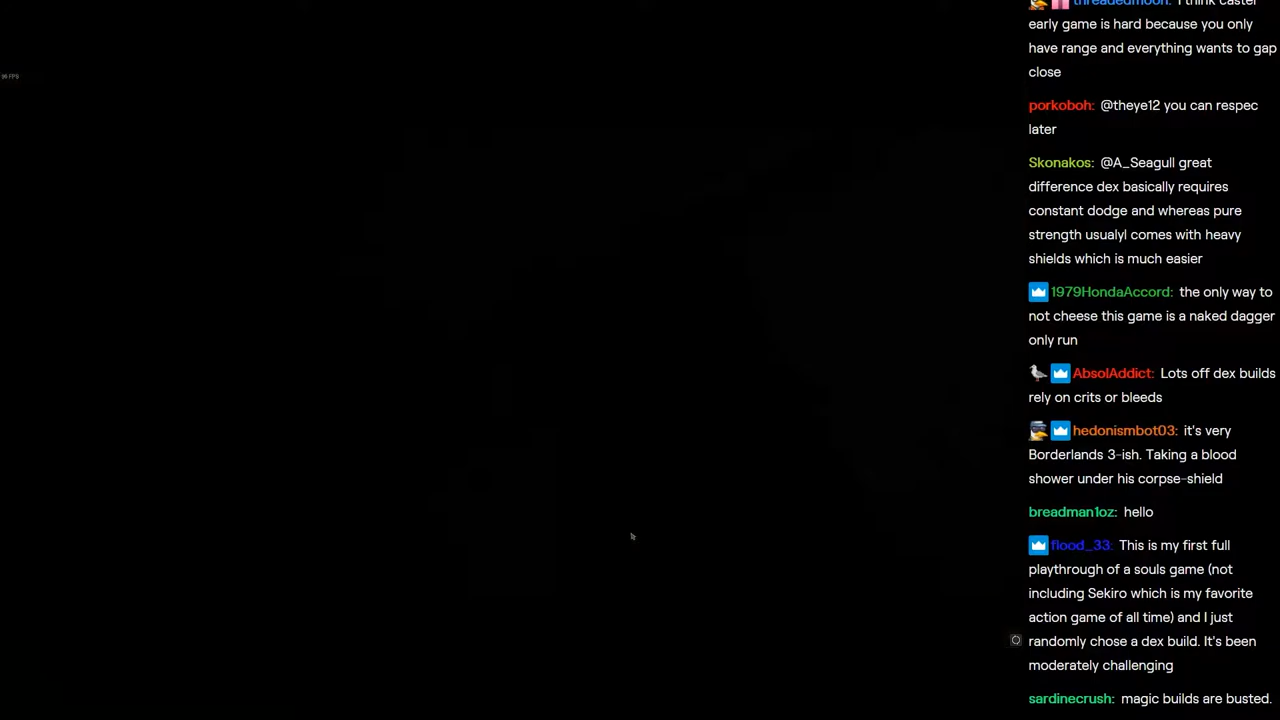 threadedmoon: I think caster
early game is hard because you only
have range and everything wants to gap
close
96 FPS
porkoboh: @theye12 you can respec
later
Skonakos: @A_Seagull great
difference dex basically requires
constant dodge and whereas pure
strength usualyl comes with heavy
shields which is much easier
1979HondaAccord: the only way to
not cheese this game is a naked dagger
only run
AbsolAddict: Lots off dex builds
rely on crits or bleeds
hedonismbot03: it's very
Borderlands 3-ish. Taking a blood
shower under his corpse-shield
breadman1oz: hello
flood_33: This is my first full
playthrough of a souls game (not
including Sekiro which is my favorite
action game of all time) and I just
randomly chose a dex build. It's been
moderately challenging
sardinecrush: magic builds are busted.